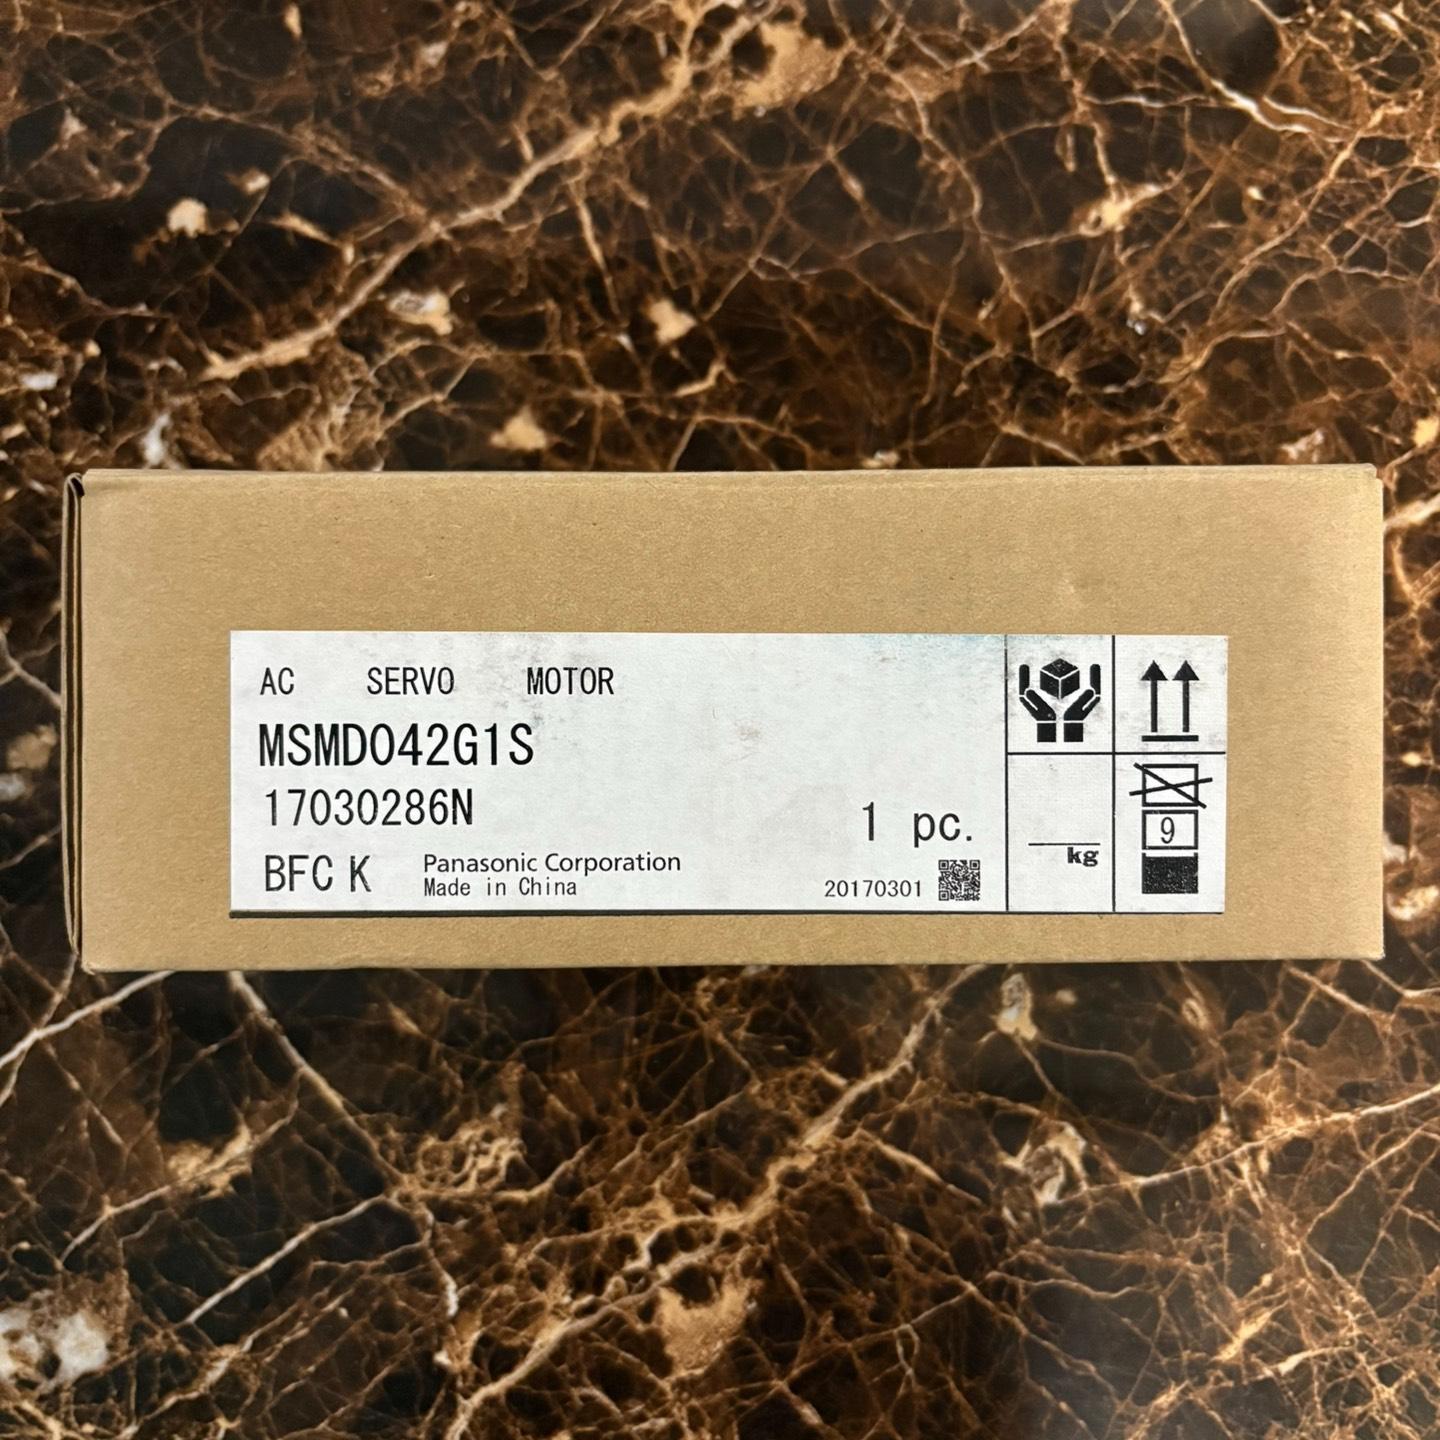 AC SERVO MOTOR
MSMD042G1S
17030286N
1 pc.
BFC K
Panasonic Corporation
Made in China
20170301
kg
9